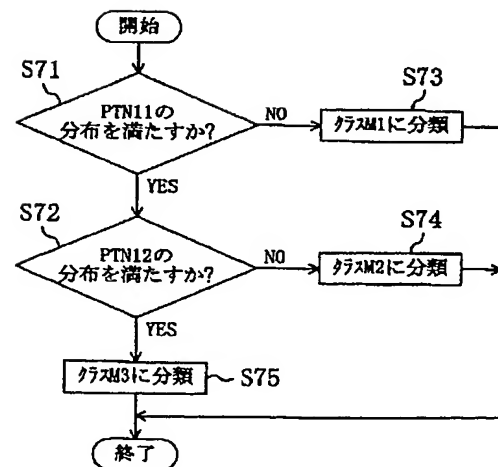 開始
S71
PTN11の
分布を満たすか?
NO
S73
クラスM1に分類
YES
S72
PTN12の
分布を満たすか?
NO
S74
クラスM2に分類
YES
クラスM3に分類
S75
終了